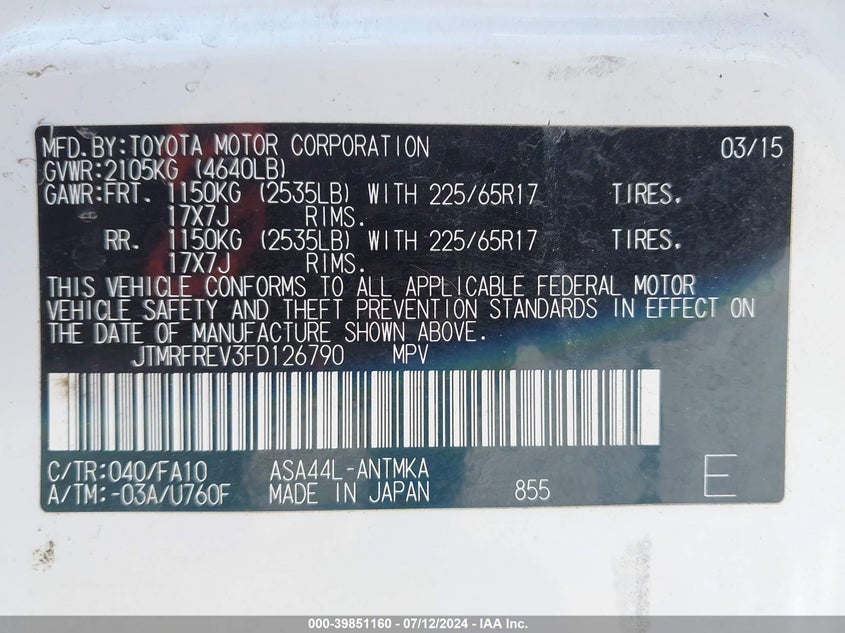 MFD.BY:TOYOTA MOTOR CORPORATION 03/15
GVWR:2105KG (4640LB)
GAWR:FRT. 1150KG (2535LB) WITH 225/65R17 TIRES.
17X7J RIMS.
RR. 1150KG (2535LB) WITH 225/65R17 TIRES.
17X7J RIMS.
THIS VEHICLE CONFORMS TO ALL APPLICABLE FEDERAL MOTOR
VEHICLE SAFETY AND THEFT PREVENTION STANDARDS IN EFFECT ON
THE DATE OF MANUFACTURE SHOWN ABOVE.
JTMRFREV3FD126790 MPV
C/TR:040/FA10 ASA44L-ANTMKA
A/TM:-03A/U760F MADE IN JAPAN 855 E
000-39851160 - 07/12/2024 - IAA Inc.